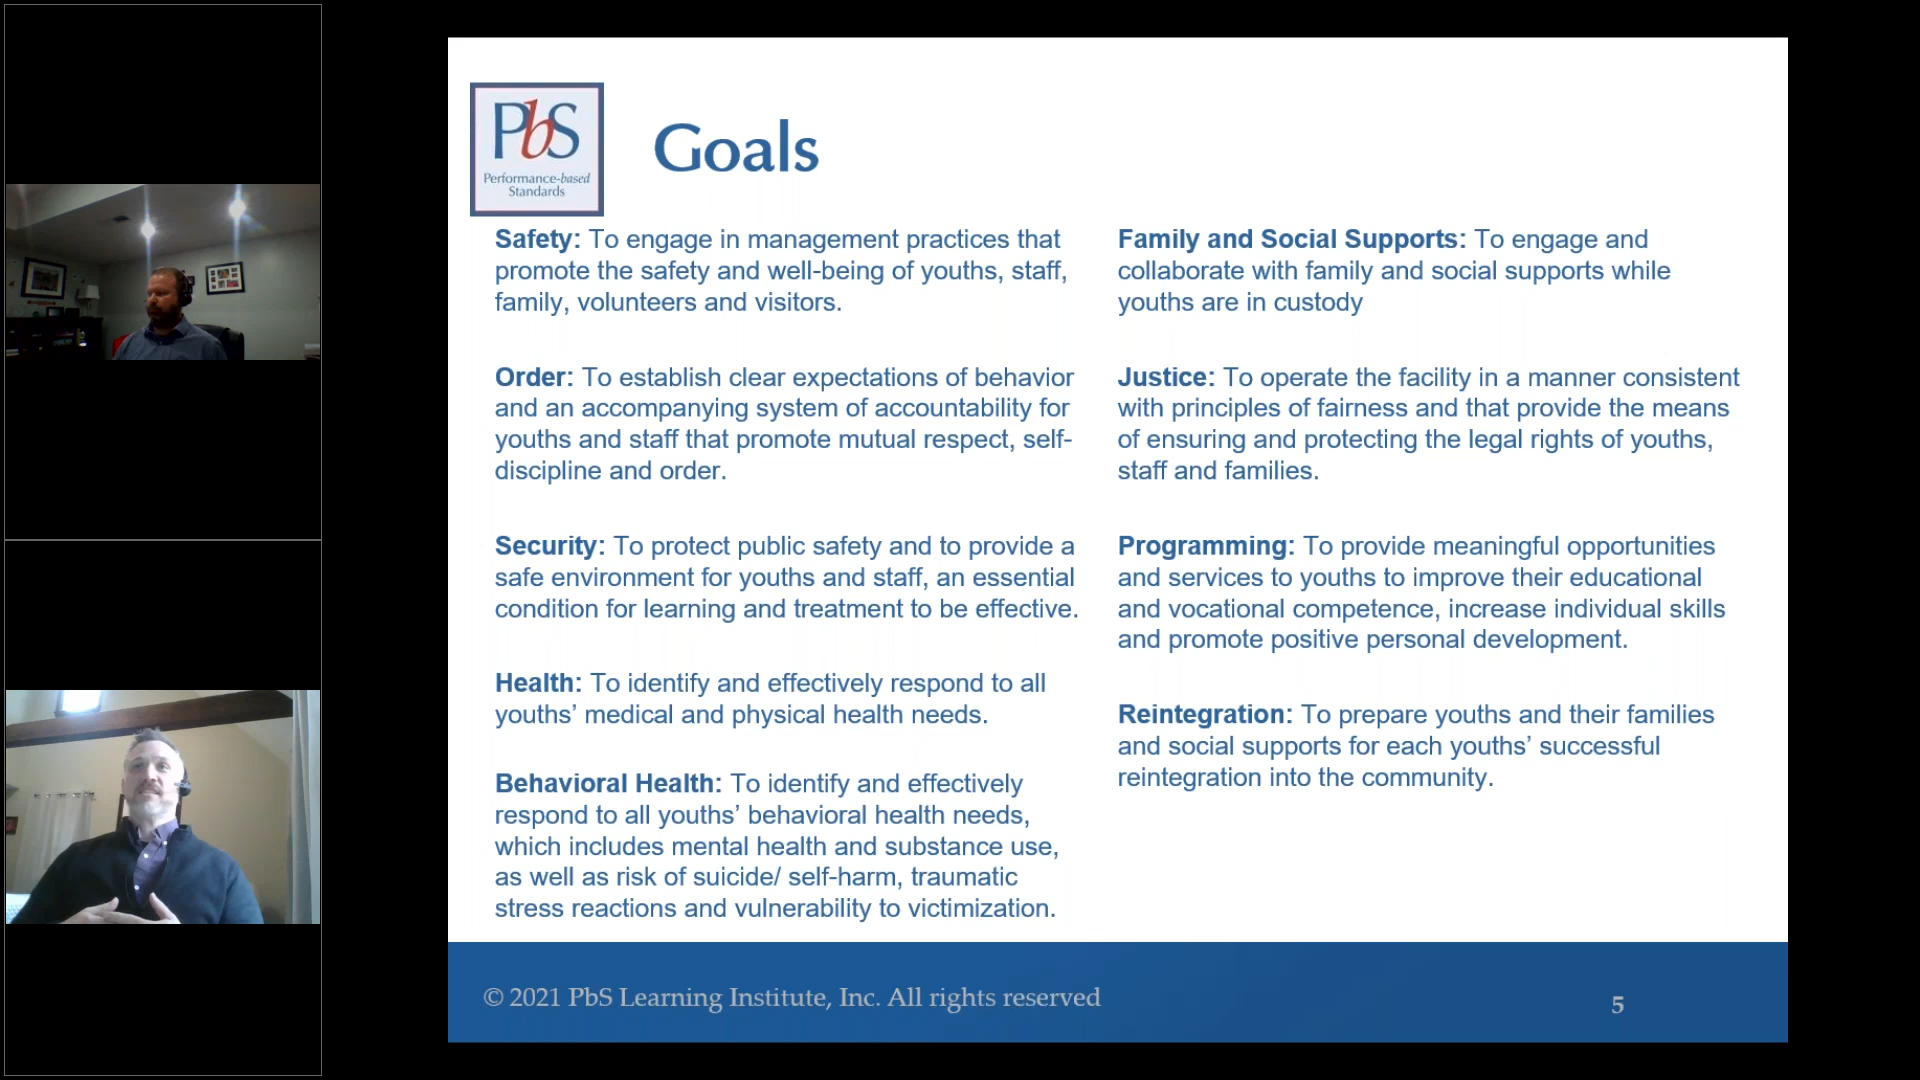 PbS
Performance-based
Standards
Goals
Safety: To engage in management practices that
promote the safety and well-being of youths, staff,
family, volunteers and visitors.
Order: To establish clear expectations of behavior
and an accompanying system of accountability for
youths and staff that promote mutual respect, self-
discipline and order.
Security: To protect public safety and to provide a
safe environment for youths and staff, an essential
condition for learning and treatment to be effective.
Health: To identify and effectively respond to all
youths’ medical and physical health needs.
Behavioral Health: To identify and effectively
respond to all youths’ behavioral health needs,
which includes mental health and substance use,
as well as risk of suicide/ self-harm, traumatic
stress reactions and vulnerability to victimization.
Family and Social Supports: To engage and
collaborate with family and social supports while
youths are in custody
Justice: To operate the facility in a manner consistent
with principles of fairness and that provide the means
of ensuring and protecting the legal rights of youths,
staff and families.
Programming: To provide meaningful opportunities
and services to youths to improve their educational
and vocational competence, increase individual skills
and promote positive personal development.
Reintegration: To prepare youths and their families
and social supports for each youths’ successful
reintegration into the community.
© 2021 PbS Learning Institute, Inc. All rights reserved
5